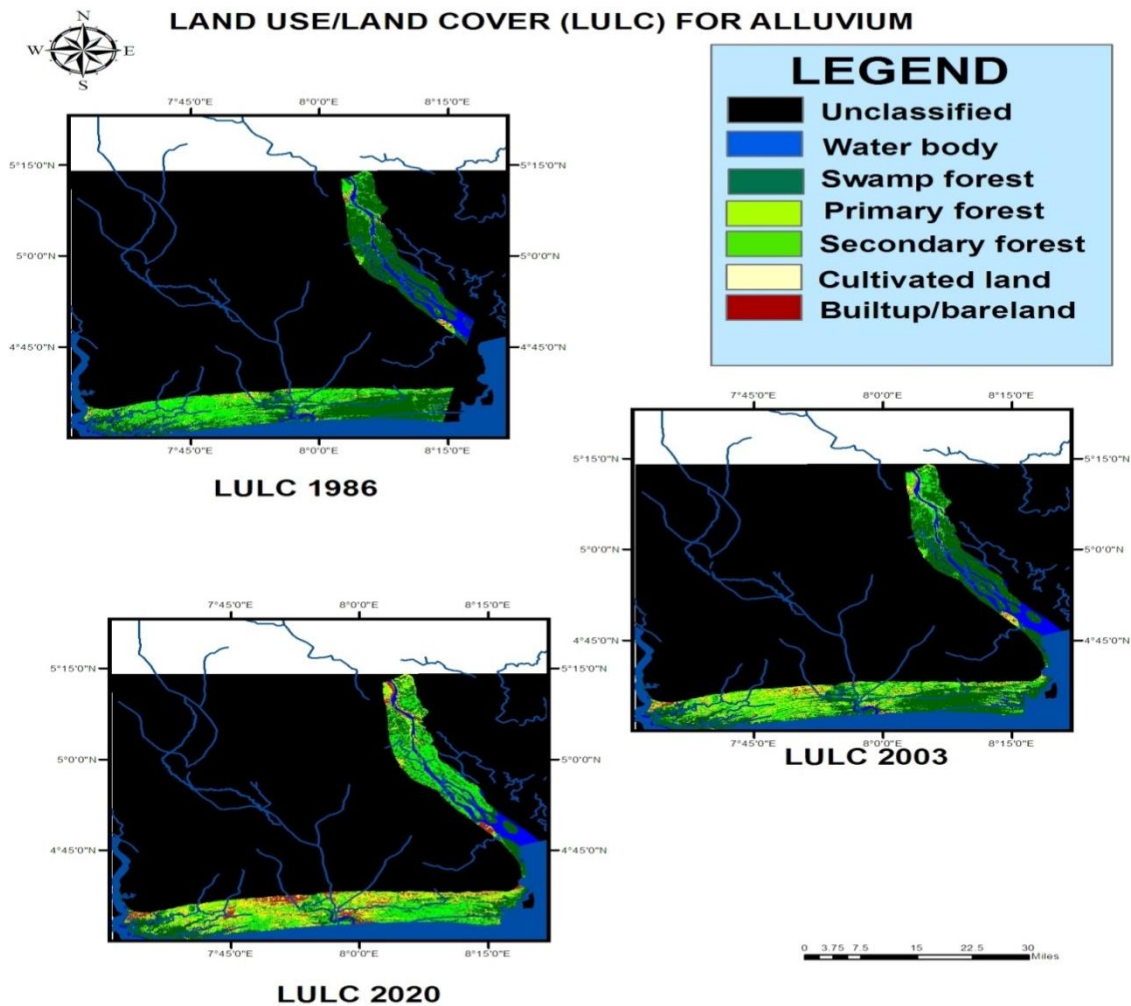 LAND USE/LAND COVER (LULC) FOR ALLUVIUM
N
W E
S
LEGEND
Unclassified
Water body
Swamp forest
Primary forest
Secondary forest
Cultivated land
Builtup/bareland
7°45'0"E 8°0'0"E 8°15'0"E
5°15'0"N 5°15'0"N
5°0'0"N 5°0'0"N
4°45'0"N 4°45'0"N
LULC 1986
7°45'0"E 8°0'0"E 8°15'0"E
5°15'0"N 5°15'0"N
5°0'0"N 5°0'0"N
4°45'0"N 4°45'0"N
7°45'0"E 8°0'0"E 8°15'0"E
LULC 2003
7°45'0"E 8°0'0"E 8°15'0"E
5°15'0"N 5°15'0"N
5°0'0"N 5°0'0"N
4°45'0"N 4°45'0"N
7°45'0"E 8°0'0"E 8°15'0"E
LULC 2020
0 3.75 7.5 15 22.5 30
Miles
7°45'0"E 8°0'0"E 8°15'0"E